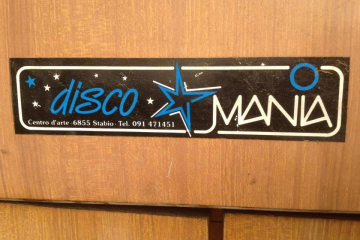 disco MANIA
Centro d'arte - 6855 Stabio - Tel. 091 471451